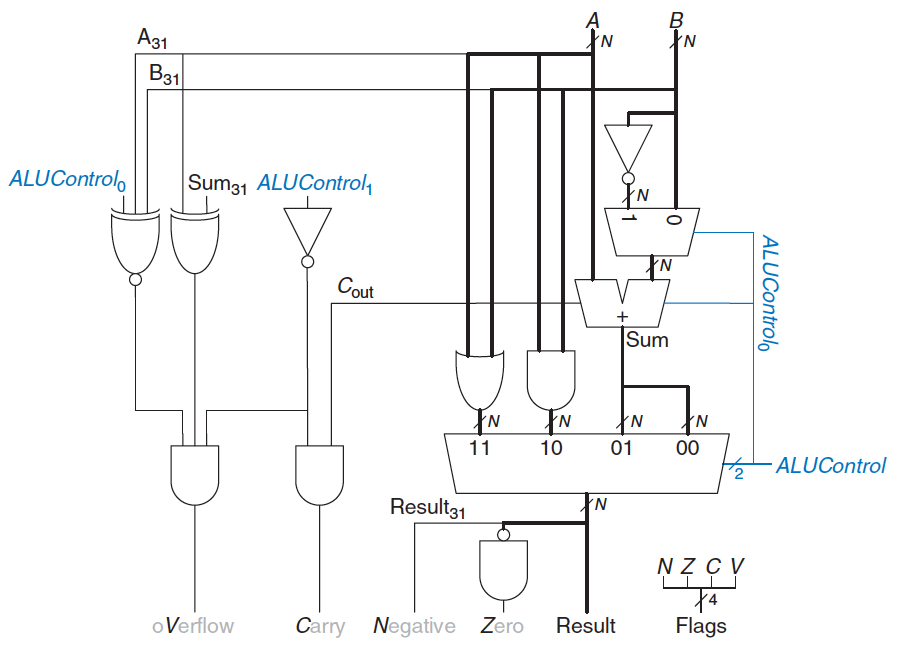 A B
N N
A31
B31
ALUControl0 Sum31 ALUControl1
N
1 0
N
ALUControl0
Cout
+
Sum
N N N N
11 10 01 00
2 ALUControl
Result31 N
N Z C V
4
oVerflow Carry Negative Zero Result Flags